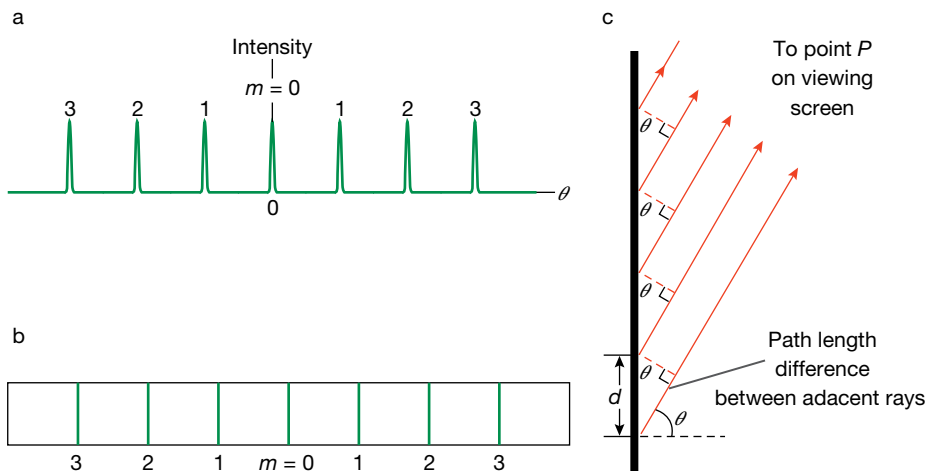 a
Intensity
m = 0
3 2 1 1 2 3
θ
0
b
3 2 1 m = 0 1 2 3
c
To point P
on viewing
screen
θ
θ
θ
θ
Path length
difference
between adjacent rays
d
θ